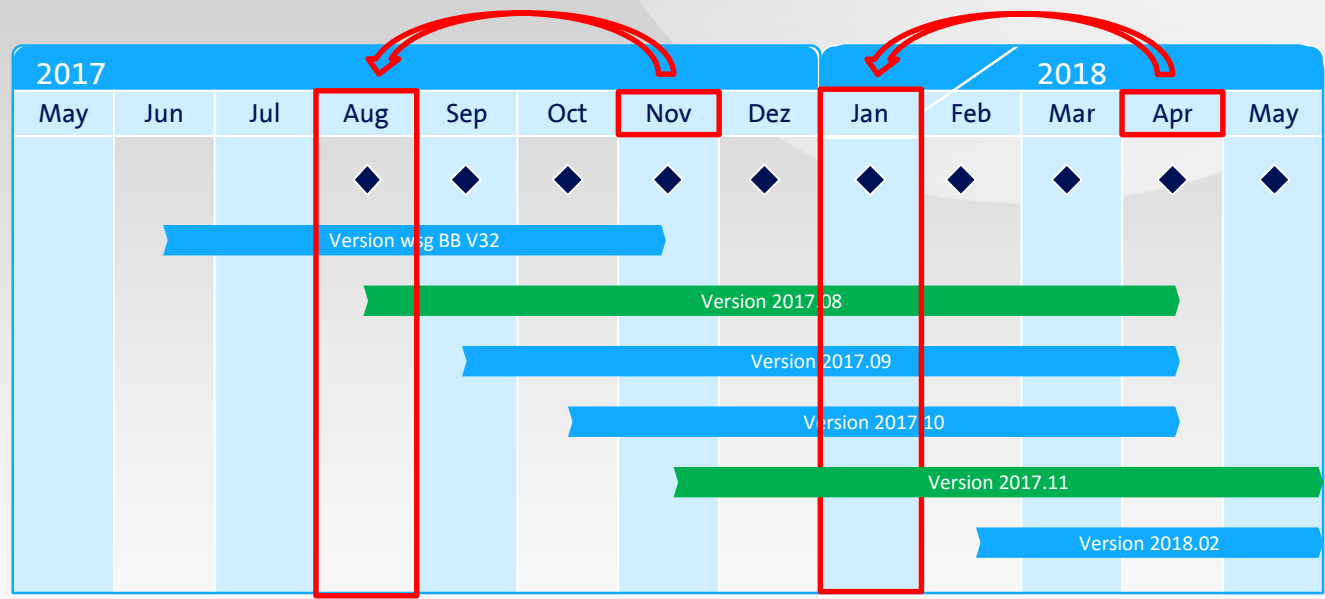 2017 2018
May Jun Jul Aug Sep Oct Nov Dez Jan Feb Mar Apr May
Version wsg BB V32
Version 2017.08
Version 2017.09
Version 2017.10
Version 2017.11
Version 2018.02